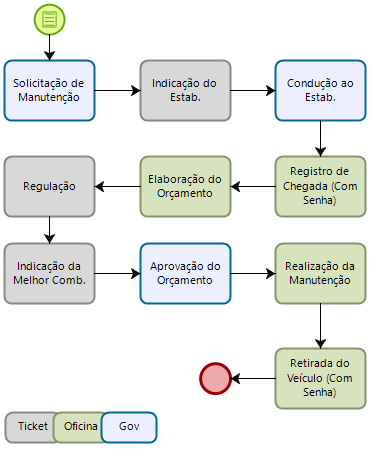 Solicitação de
Manutenção
Indicação do
Estab.
Condução ao
Estab.
Registro de
Chegada (Com
Senha)
Elaboração do
Orçamento
Regulação
Indicação da
Melhor Comb.
Aprovação do
Orçamento
Realização da
Manutenção
Retirada do
Veículo (Com
Senha)
Ticket
Oficina
Gov